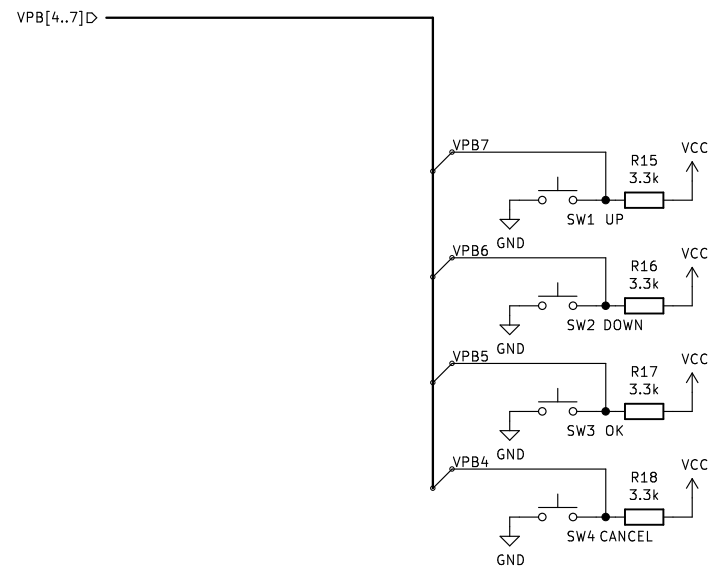 VPB[4..7]
VPB7
R15
3.3k
VCC
SW1 UP
GND
VPB6
R16
3.3k
VCC
SW2 DOWN
GND
VPB5
R17
3.3k
VCC
SW3 OK
GND
VPB4
R18
3.3k
VCC
SW4 CANCEL
GND